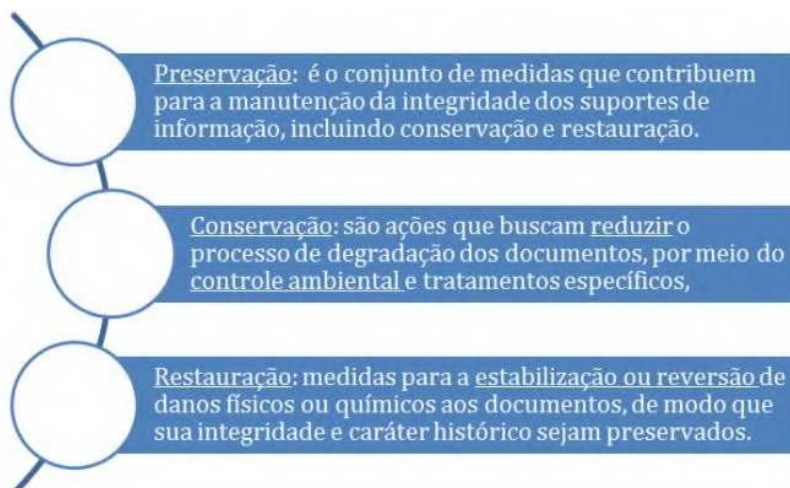 Preservação: é o conjunto de medidas que contribuem
para a manutenção da integridade dos suportes de
informação, incluindo conservação e restauração.
Conservação: são ações que buscam reduzir o
processo de degradação dos documentos, por meio do
controle ambiental e tratamentos específicos,
Restauração: medidas para a estabilização ou reversão de
danos físicos ou químicos aos documentos, de modo que
sua integridade e caráter histórico sejam preservados.